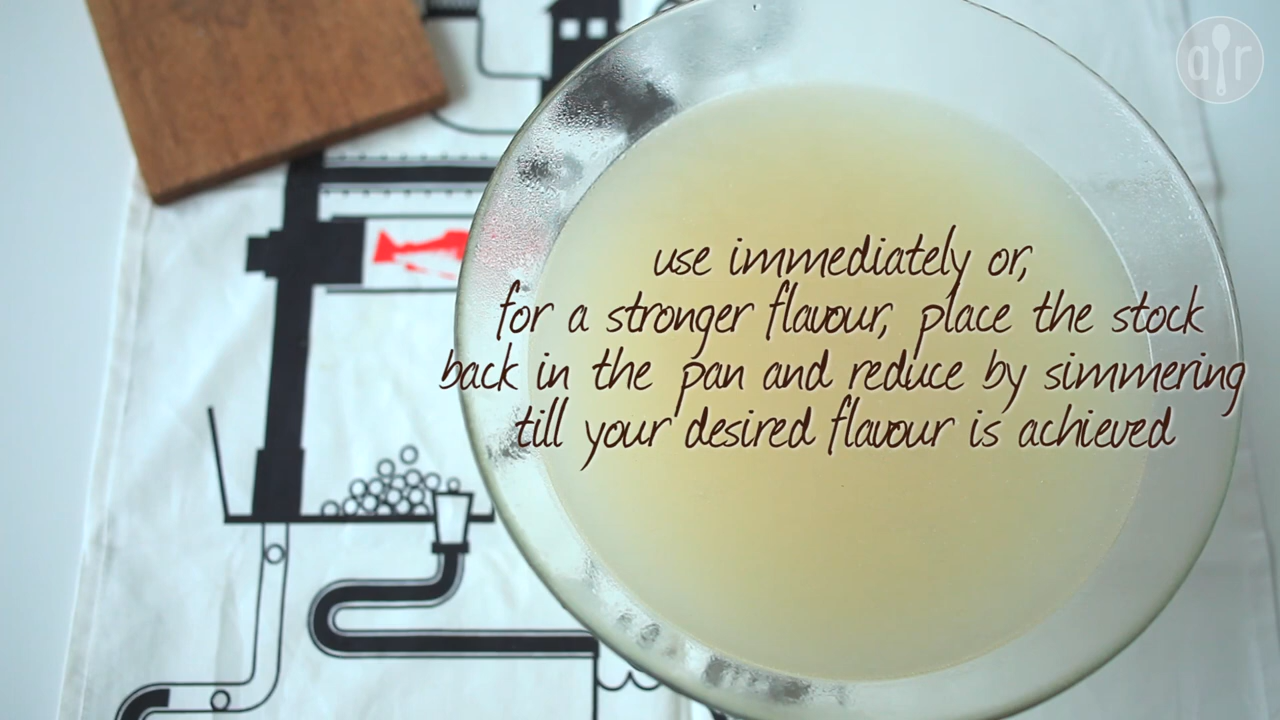 a r
use immediately or,
for a stronger flavour, place the stock
back in the pan and reduce by simmering
till your desired flavour is achieved